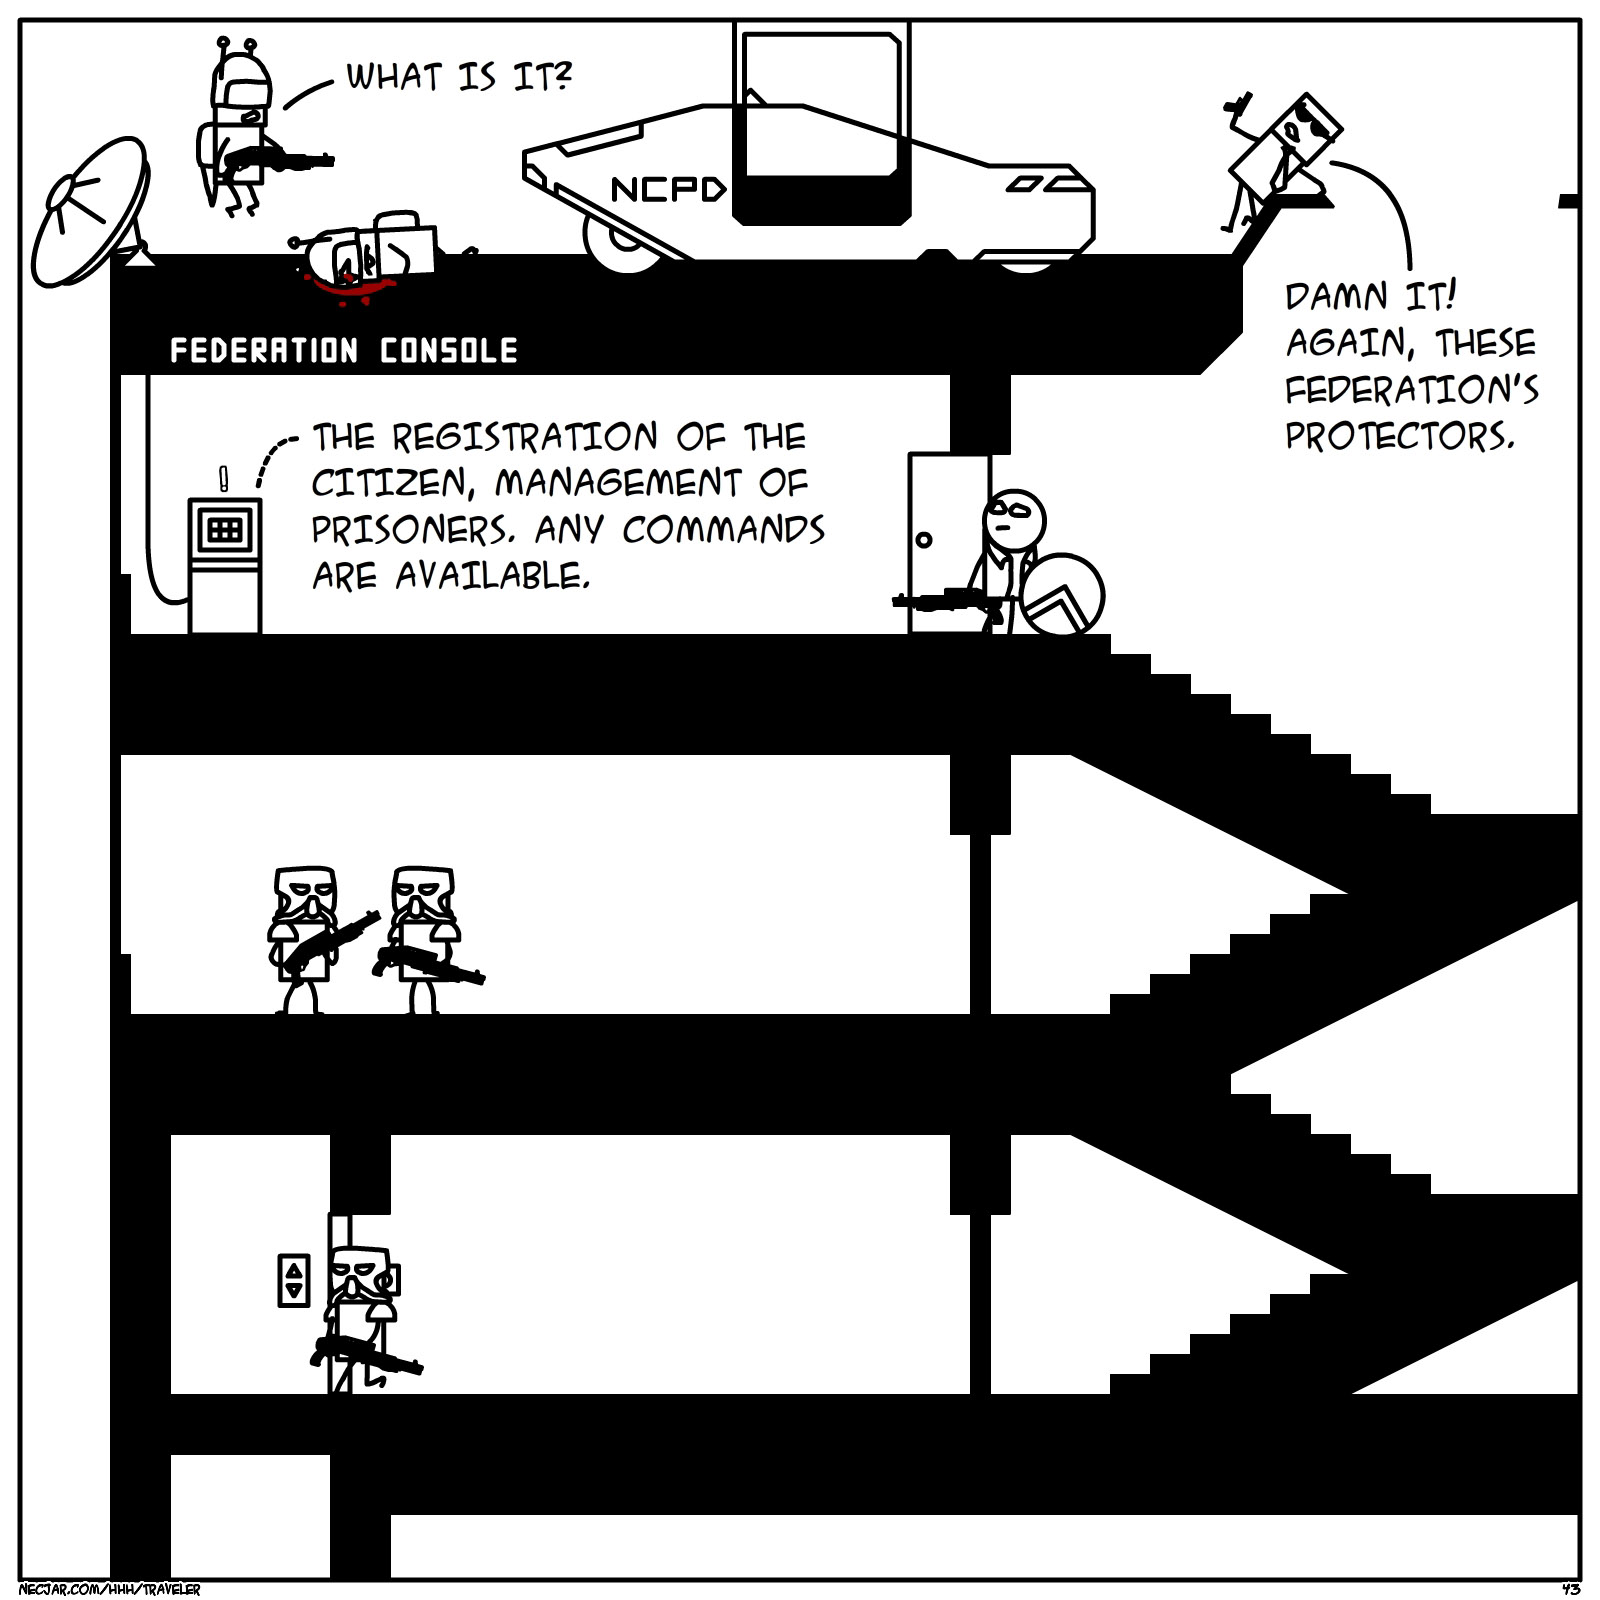 WHAT IS IT?
NCPD
DAMN IT!
AGAIN, THESE
FEDERATION'S
PROTECTORS.
FEDERATION CONSOLE
THE REGISTRATION OF THE
CITIZEN, MANAGEMENT OF
PRISONERS. ANY COMMANDS
ARE AVAILABLE.
!
NECJAR.COM/HHH/TRAVELER
43